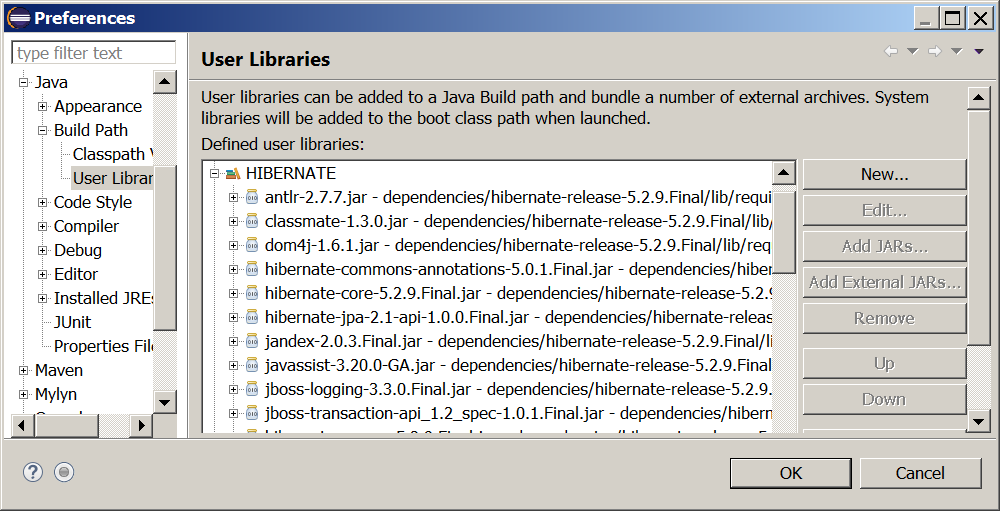 Preferences
type filter text
Java
Appearance
Build Path
Classpath
User Librar
Code Style
Compiler
Debug
Editor
Installed JREs
JUnit
Properties File
Maven
Mylyn
User Libraries
User libraries can be added to a Java Build path and bundle a number of external archives. System
libraries will be added to the boot class path when launched.
Defined user libraries:
HIBERNATE
antlr-2.7.7.jar - dependencies/hibernate-release-5.2.9.Final/lib/requi
classmate-1.3.0.jar - dependencies/hibernate-release-5.2.9.Final/lib/
dom4j-1.6.1.jar - dependencies/hibernate-release-5.2.9.Final/lib/req
hibernate-commons-annotations-5.0.1.Final.jar - dependencies/hiber
hibernate-core-5.2.9.Final.jar - dependencies/hibernate-release-5.2.9
hibernate-jpa-2.1-api-1.0.0.Final.jar - dependencies/hibernate-releas
jandex-2.0.3.Final.jar - dependencies/hibernate-release-5.2.9.Final/li
javassist-3.20.0-GA.jar - dependencies/hibernate-release-5.2.9.Final
jboss-logging-3.3.0.Final.jar - dependencies/hibernate-release-5.2.9.
jboss-transaction-api_1.2_spec-1.0.1.Final.jar - dependencies/hibern
New...
Edit...
Add JARs...
Add External JARs...
Remove
Up
Down
OK
Cancel